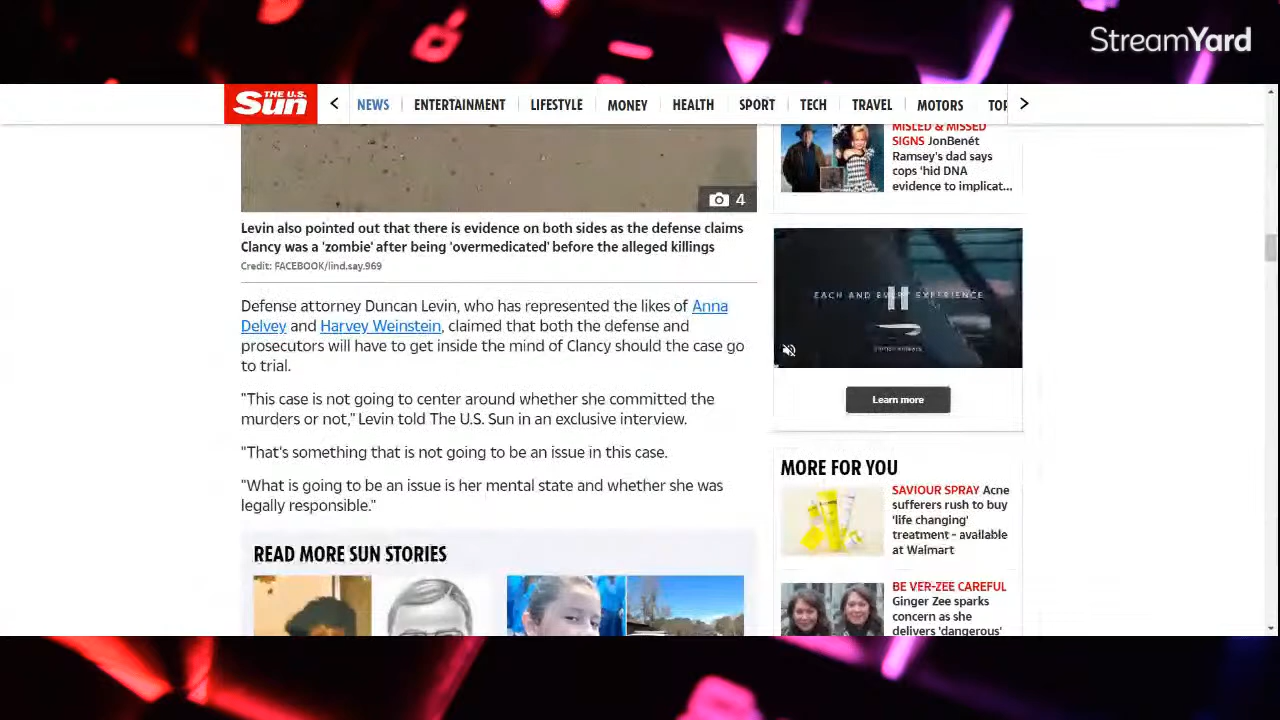 StreamYard
THE U.S.
Sun
NEWS
ENTERTAINMENT
LIFESTYLE
MONEY
HEALTH
SPORT
TECH
TRAVEL
MOTORS
TOP
4
Levin also pointed out that there is evidence on both sides as the defense claims
Clancy was a 'zombie' after being 'overmedicated' before the alleged killings
Credit: FACEBOOK/lind.say.969
Defense attorney Duncan Levin, who has represented the likes of Anna
Delvey and Harvey Weinstein, claimed that both the defense and
prosecutors will have to get inside the mind of Clancy should the case go
to trial.
"This case is not going to center around whether she committed the
murders or not," Levin told The U.S. Sun in an exclusive interview.
"That's something that is not going to be an issue in this case.
"What is going to be an issue is her mental state and whether she was
legally responsible."
READ MORE SUN STORIES
MISLED & MISSED
SIGNS JonBenét
Ramsey's dad says
cops 'hid DNA
evidence to implicat...
EACH AND EVERY EXPERIENCE
Learn more
MORE FOR YOU
SAVIOUR SPRAY Acne
sufferers rush to buy
'life changing'
treatment - available
at Walmart
BE VER-ZEE CAREFUL
Ginger Zee sparks
concern as she
delivers 'dangerous'